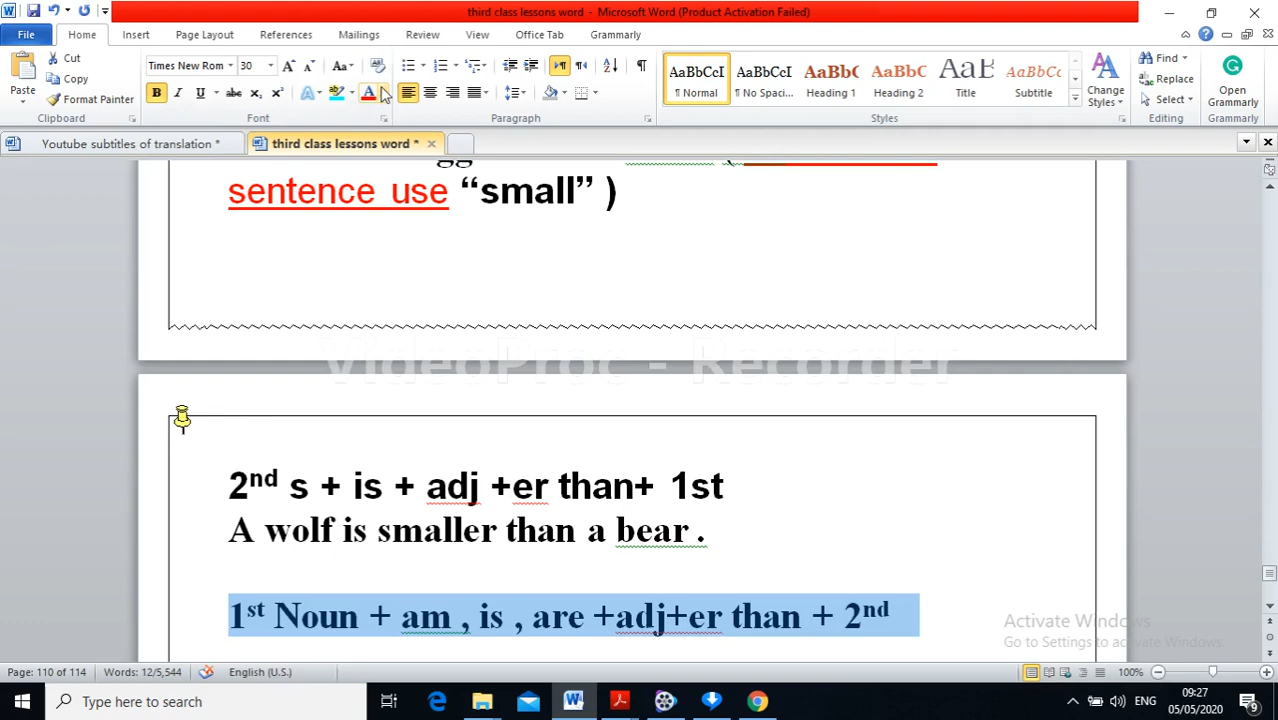 third class lessons word - Microsoft Word (Product Activation Failed)
File Home Insert Page Layout References Mailings Review View Office Tab Grammarly
Paste Cut Copy Format Painter
Times New Rom 30
AaBbCcI AaBbCcI AaBbC AaBbCc AaB AaBbCc
¶ Normal ¶ No Spaci... Heading 1 Heading 2 Title Subtitle
Change Styles
Find Replace Select
Open Grammarly
Clipboard Font Paragraph Styles Editing Grammarly
Youtube subtitles of translation * third class lessons word *
sentence use “small” )
VideoProc - Recorder
2nd s + is + adj +er than+ 1st
A wolf is smaller than a bear .
1st Noun + am , is , are +adj+er than + 2nd
Activate Windows
Go to Settings to activate Windows.
Page: 110 of 114 Words: 12/5,544 English (U.S.) 100%
Type here to search
ENG 09:27 05/05/2020 9